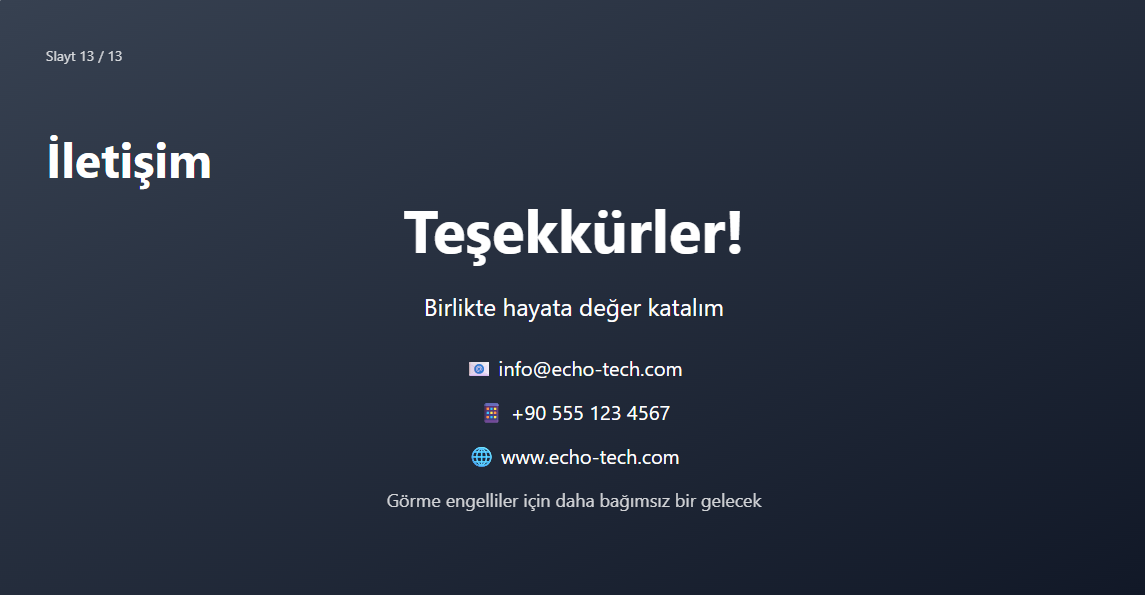 Slayt 13 / 13
İletişim
Teşekkürler!
Birlikte hayata değer katalım
info@echo-tech.com
+90 555 123 4567
www.echo-tech.com
Görme engelliler için daha bağımsız bir gelecek